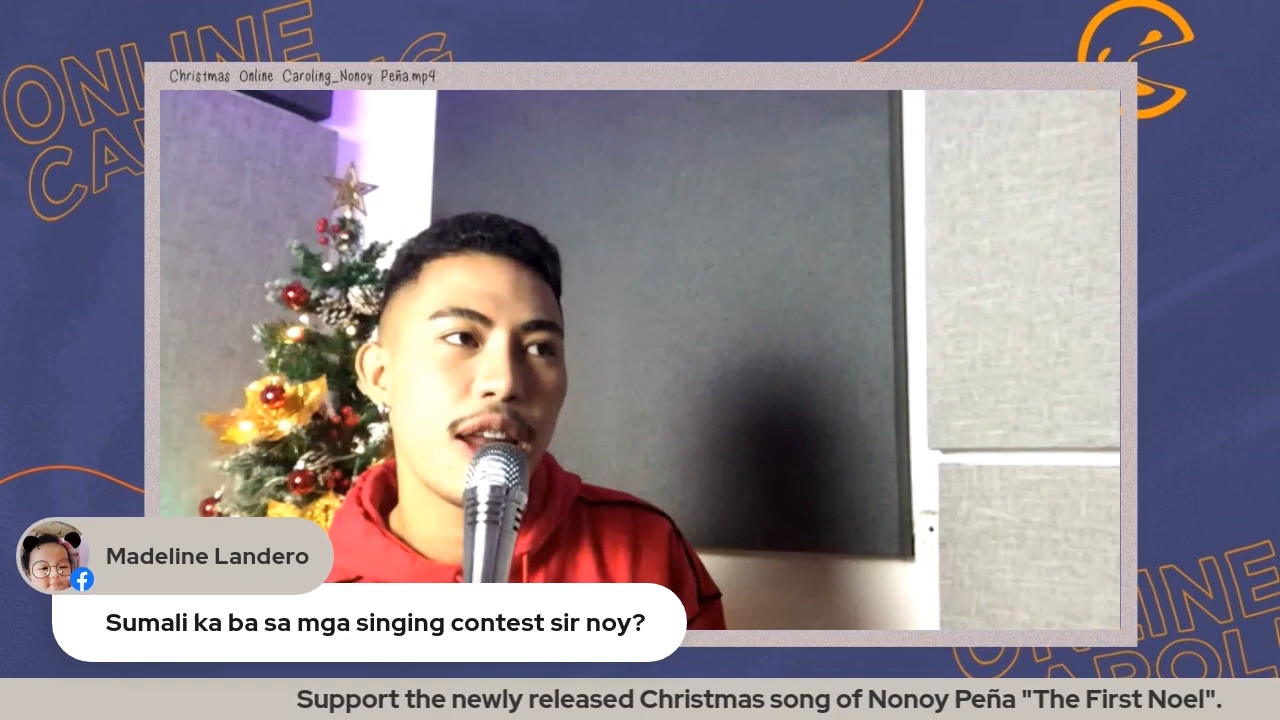 ONLINE
CAROLING
Christmas Online Caroling_Nonoy Peña.mp4
Madeline Landero
Sumali ka ba sa mga singing contest sir noy?
ONLINE
CAROLING
Support the newly released Christmas song of Nonoy Peña "The First Noel".